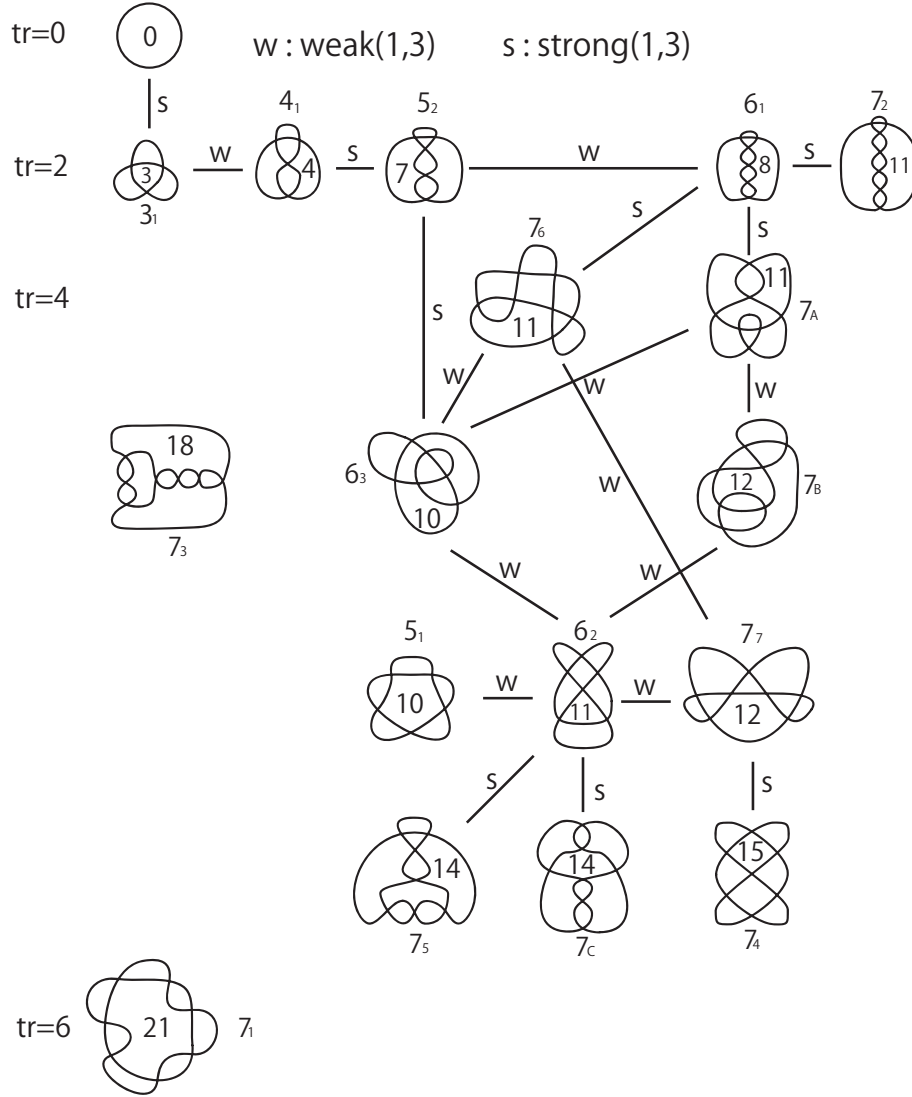 tr=0 0 w : weak(1,3) s : strong(1,3)
s
4₁ 5₂ 6₁ 7₂
tr=2 3 w 4 s 7 w 8 s 11
3₁
s s
7₆
tr=4 11 7A
s 11
w w w
18
6₃ 12 7B
w
10
7₃
w w
5₁ 6₂ 7₇
10 w 11 w 12
s s s
14 14 15
7₅ 7C 7₄
tr=6 21 7₁